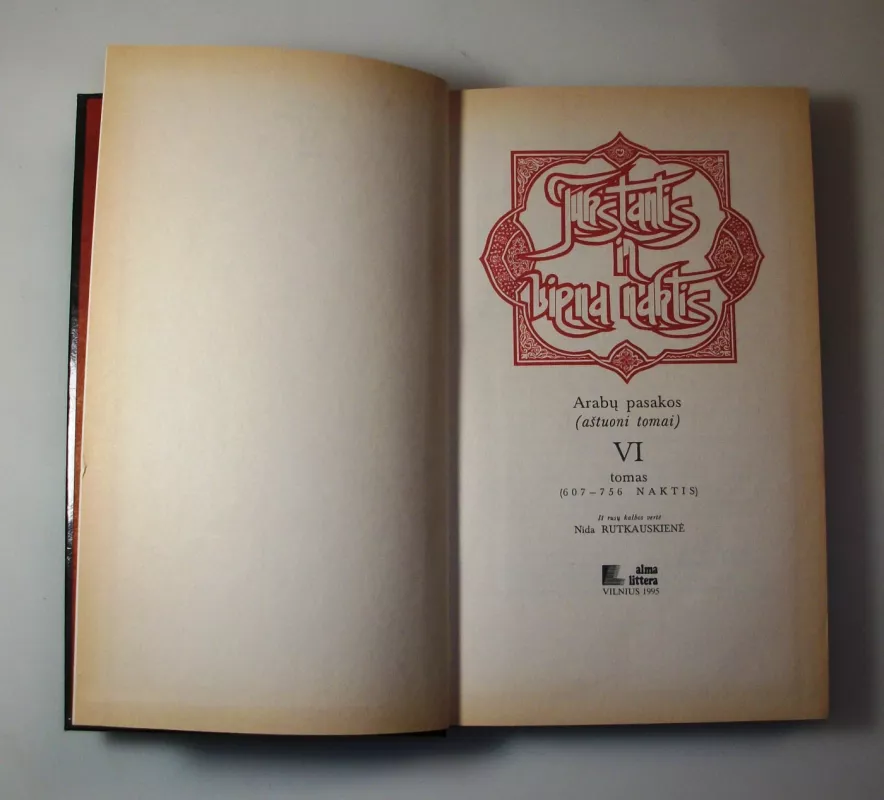 Tūkstantis
ir
viena naktis
Arabų pasakos
(aštuoni tomai)
VI
tomas
(607–756 NAKTIS)
Iš rusų kalbos vertė
Nida RUTKAUSKIENĖ
alma
littera
VILNIUS 1995